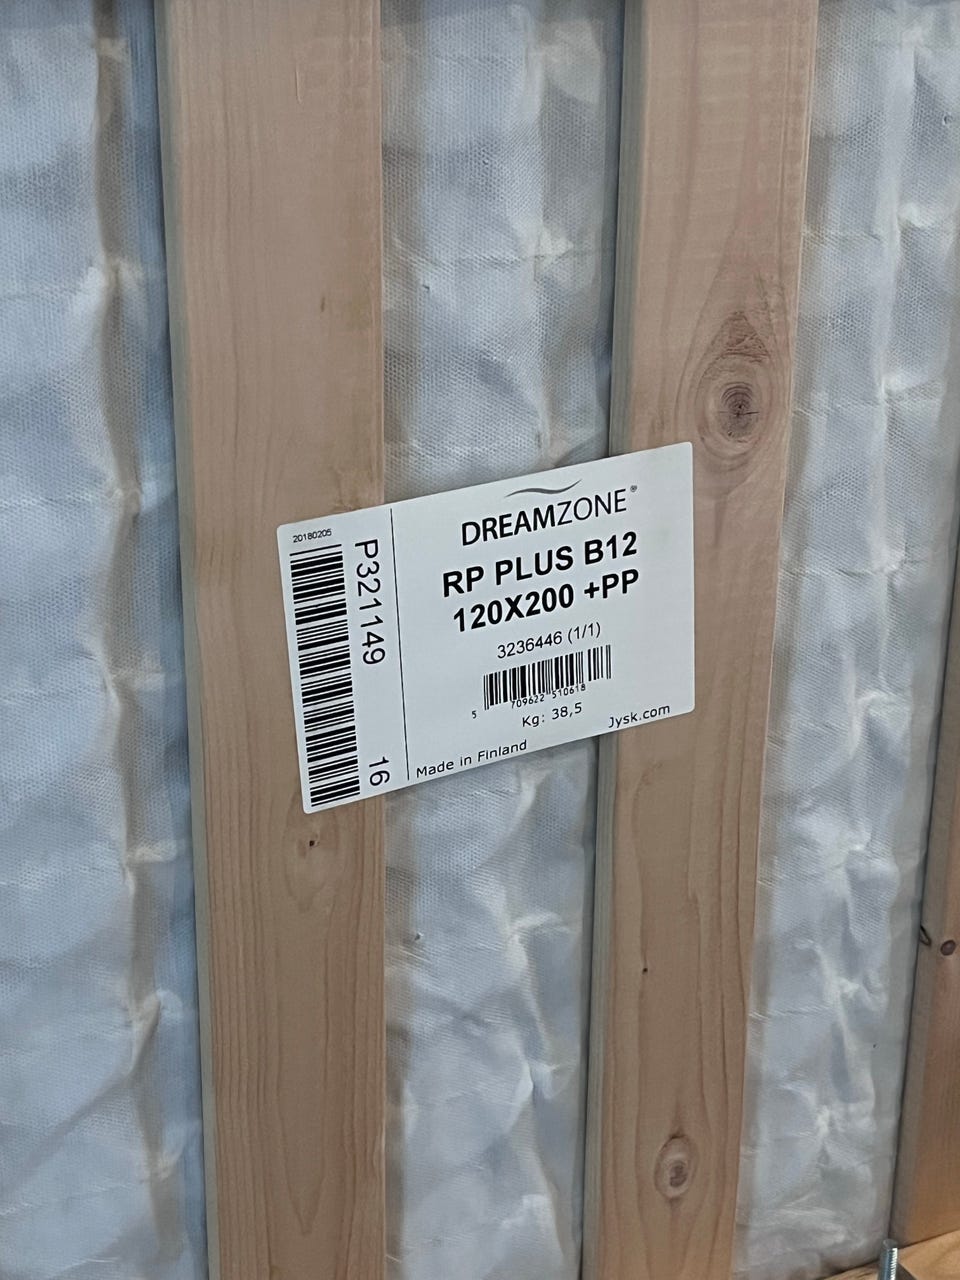 20180205
P321149 16
DREAMZONE®
RP PLUS B12
120X200 +PP
3236446 (1/1)
5 709622 510618
Kg: 38,5
Jysk.com
Made in Finland